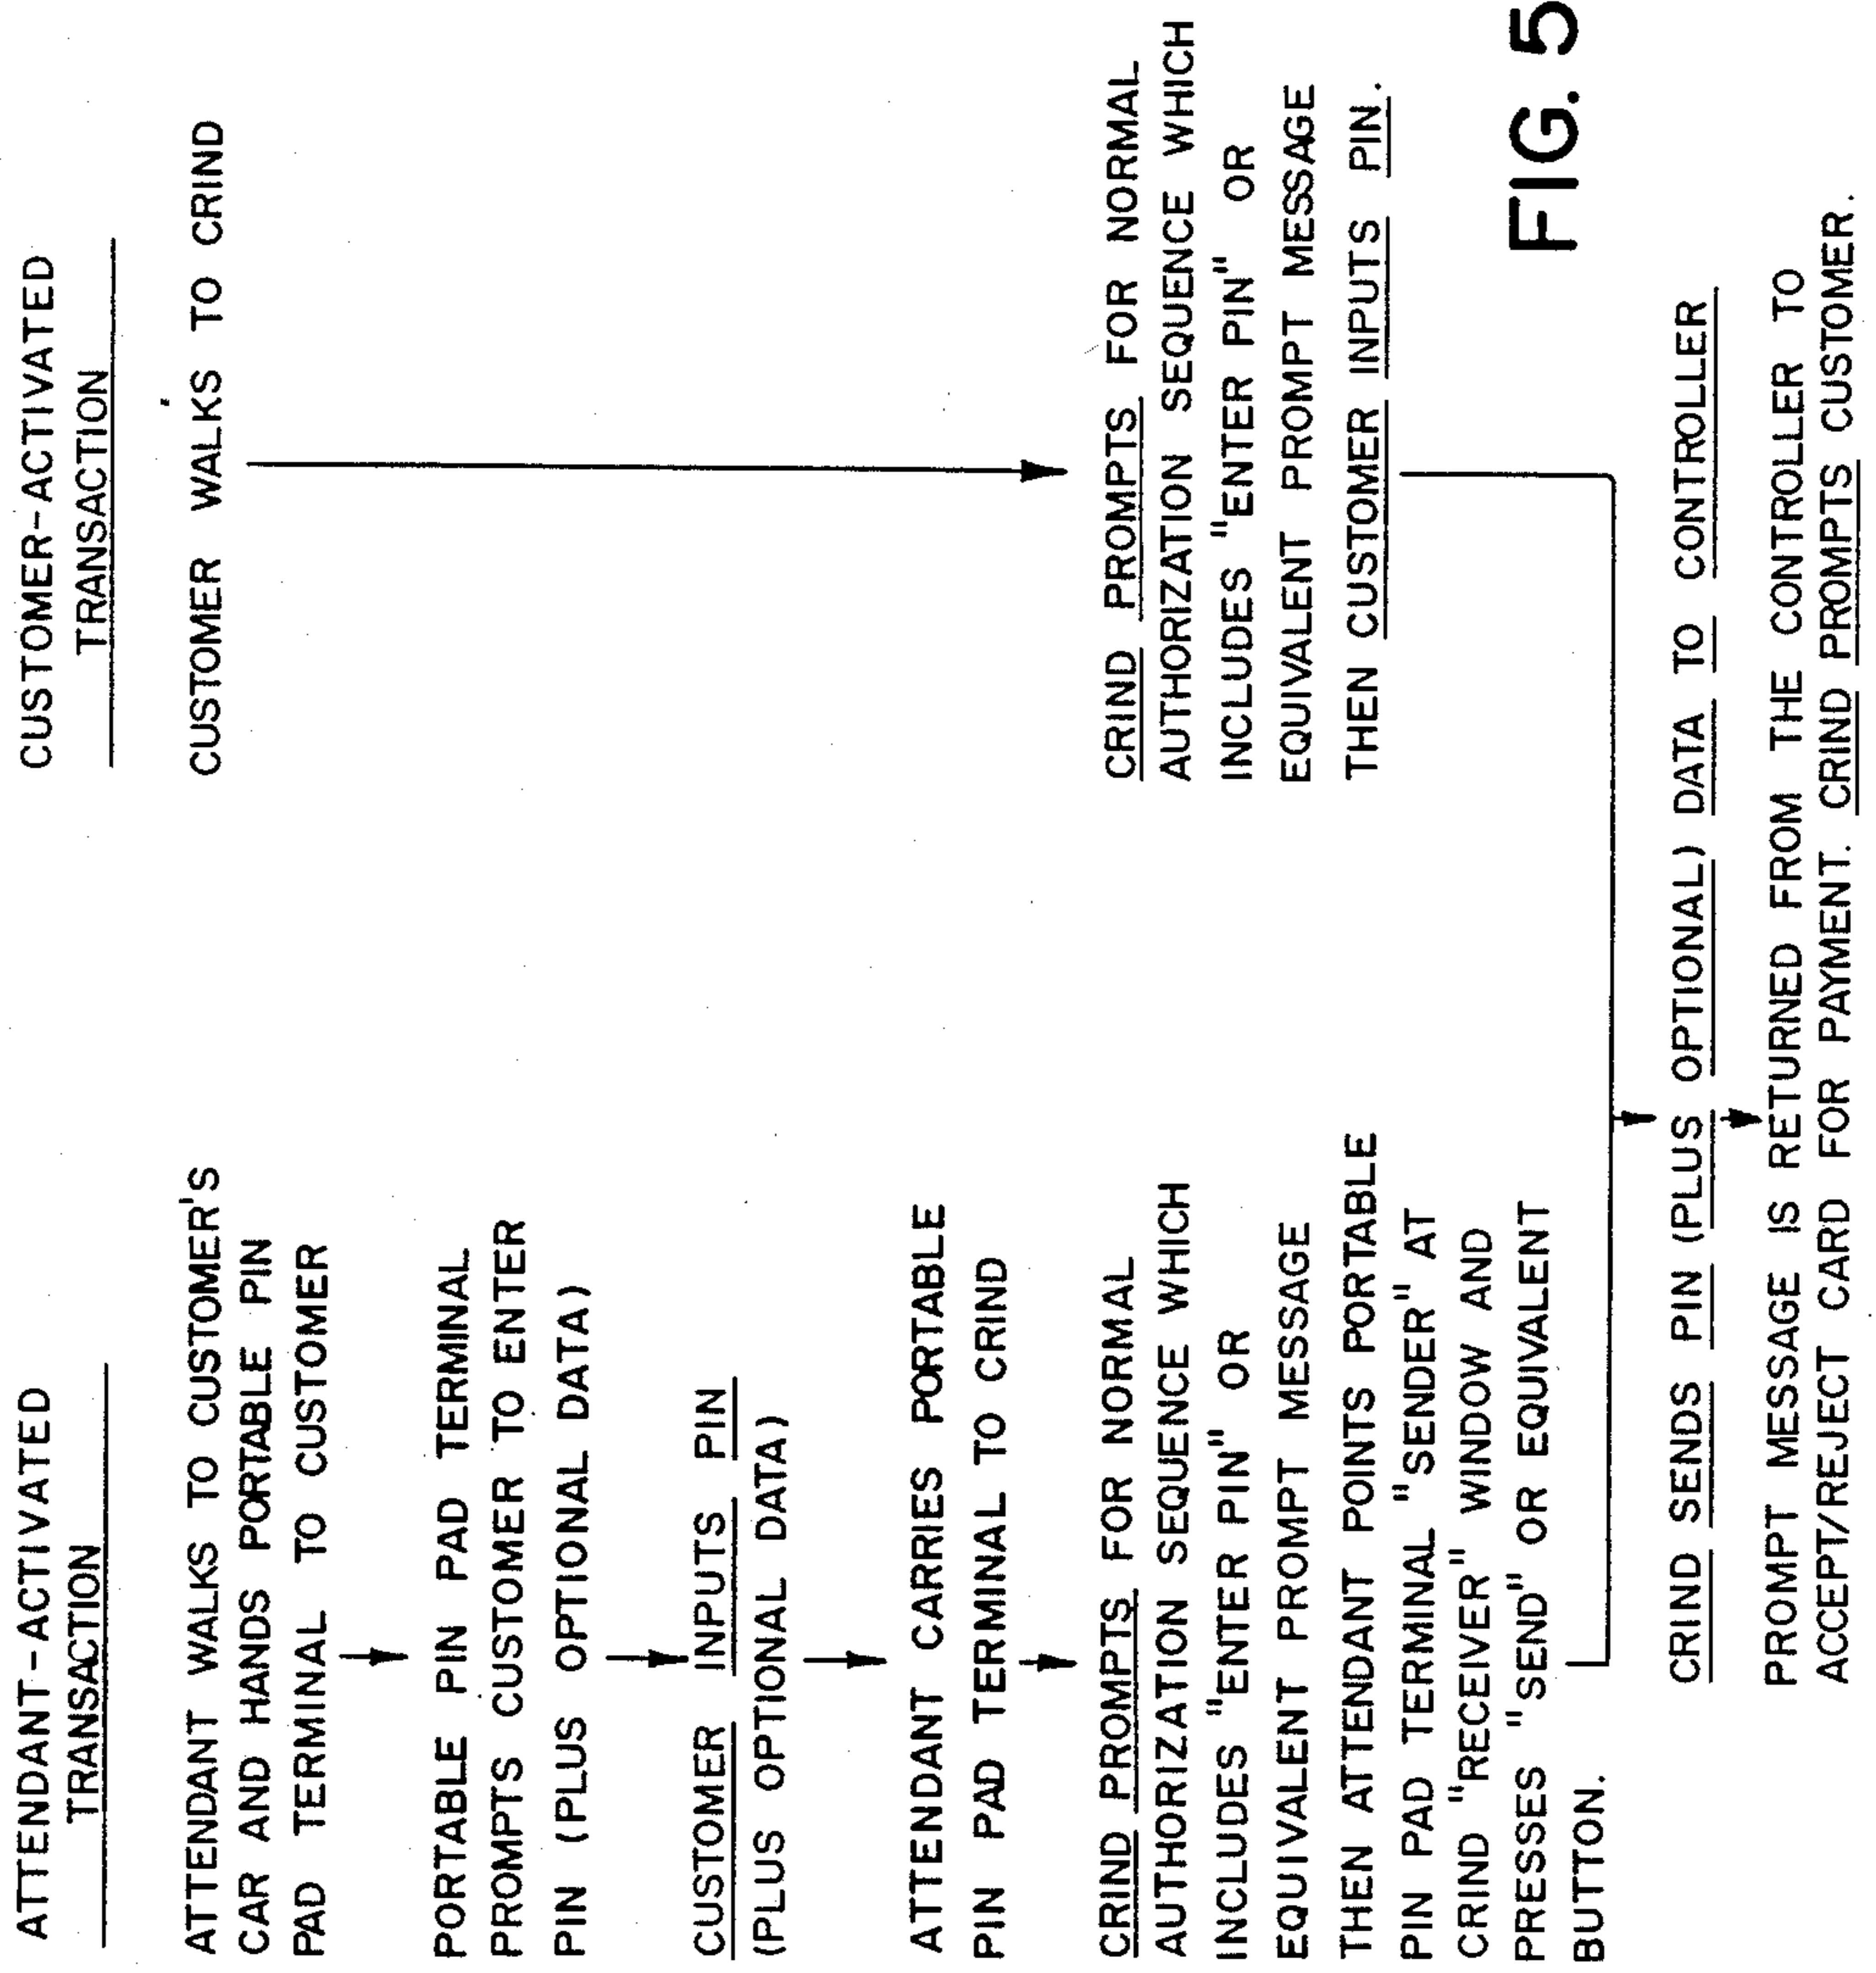 ATTENDANT-ACTIVATED
TRANSACTION
ATTENDANT WALKS TO CUSTOMER'S
CAR AND HANDS PORTABLE PIN
PAD TERMINAL TO CUSTOMER
PORTABLE PIN PAD TERMINAL
PROMPTS CUSTOMER TO ENTER
PIN (PLUS OPTIONAL DATA)
CUSTOMER INPUTS PIN
(PLUS OPTIONAL DATA)
ATTENDANT CARRIES PORTABLE
PIN PAD TERMINAL TO CRIND
CRIND PROMPTS FOR NORMAL
AUTHORIZATION SEQUENCE WHICH
INCLUDES "ENTER PIN" OR
EQUIVALENT PROMPT MESSAGE
THEN ATTENDANT POINTS PORTABLE
PIN PAD TERMINAL "SENDER" AT
CRIND "RECEIVER" WINDOW AND
PRESSES "SEND" OR EQUIVALENT
BUTTON.
CUSTOMER-ACTIVATED
TRANSACTION
CUSTOMER WALKS TO CRIND
CRIND PROMPTS FOR NORMAL
AUTHORIZATION SEQUENCE WHICH
INCLUDES "ENTER PIN" OR
EQUIVALENT PROMPT MESSAGE
THEN CUSTOMER INPUTS PIN.
CRIND SENDS PIN (PLUS OPTIONAL) DATA TO CONTROLLER
PROMPT MESSAGE IS RETURNED FROM THE CONTROLLER TO
ACCEPT/REJECT CARD FOR PAYMENT. CRIND PROMPTS CUSTOMER.
FIG. 5